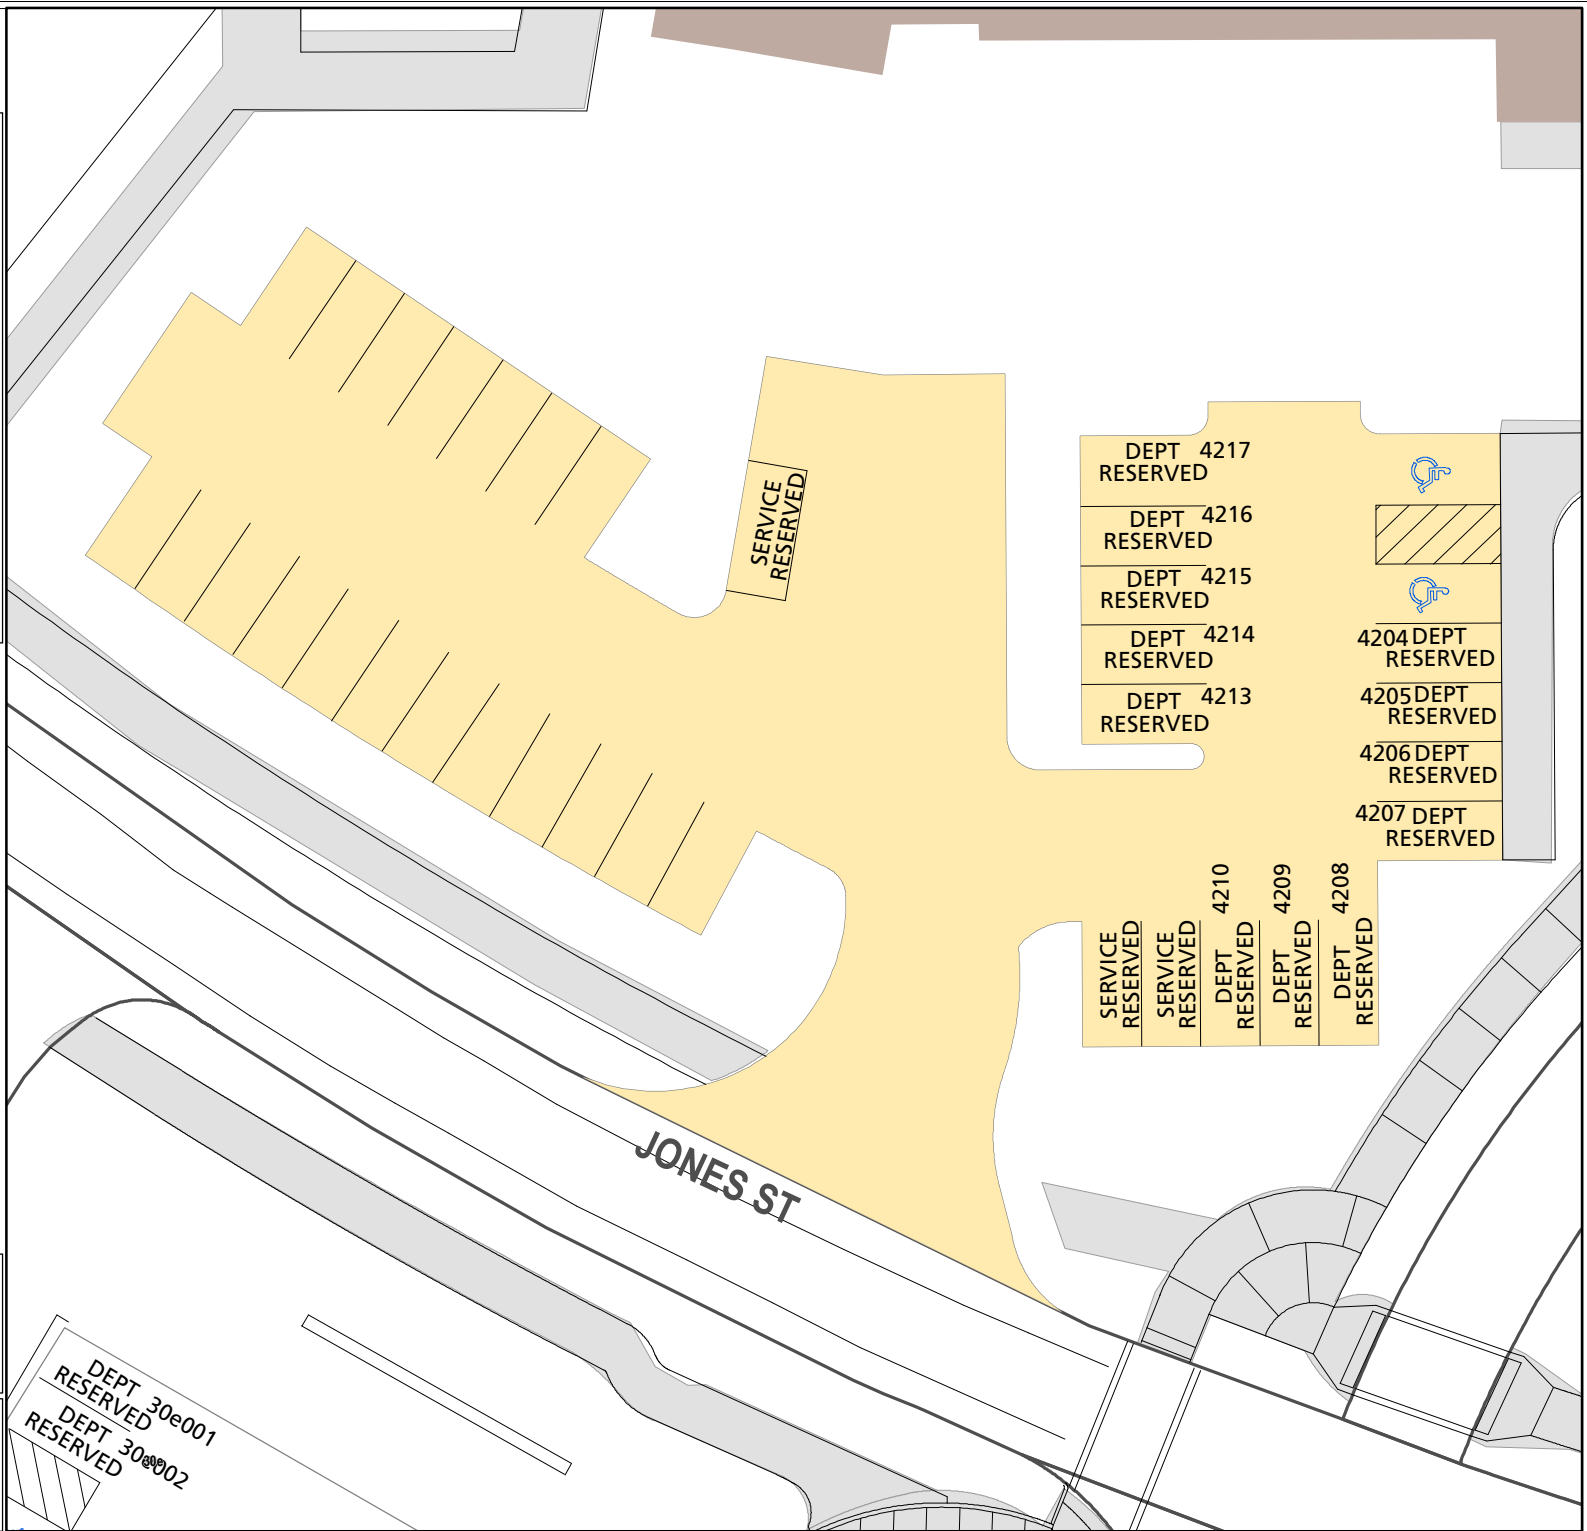 DEPT 4217
RESERVED
DEPT 4216
RESERVED
DEPT 4215
RESERVED
DEPT 4214
RESERVED
DEPT 4213
RESERVED
4204 DEPT
RESERVED
4205 DEPT
RESERVED
4206 DEPT
RESERVED
4207 DEPT
RESERVED
SERVICE
RESERVED
SERVICE
RESERVED
SERVICE
RESERVED
DEPT 4210
RESERVED
DEPT 4209
RESERVED
DEPT 4208
RESERVED
JONES ST
DEPT 30e001
RESERVED
DEPT
RESERVED